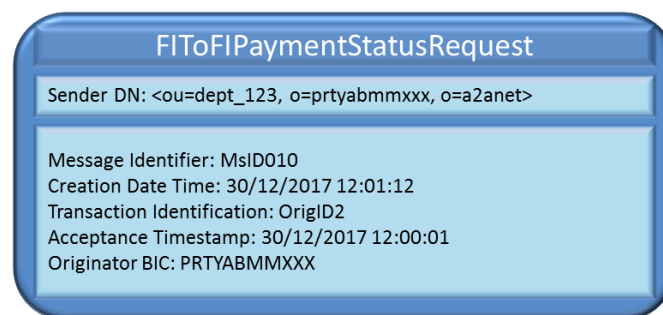 FIToFIPaymentStatusRequest
Sender DN: <ou=dept_123, o=prtyabmmxxx, o=a2anet>
Message Identifier: MsID010
Creation Date Time: 30/12/2017 12:01:12
Transaction Identification: OrigID2
Acceptance Timestamp: 30/12/2017 12:00:01
Originator BIC: PRTYABMMXXX